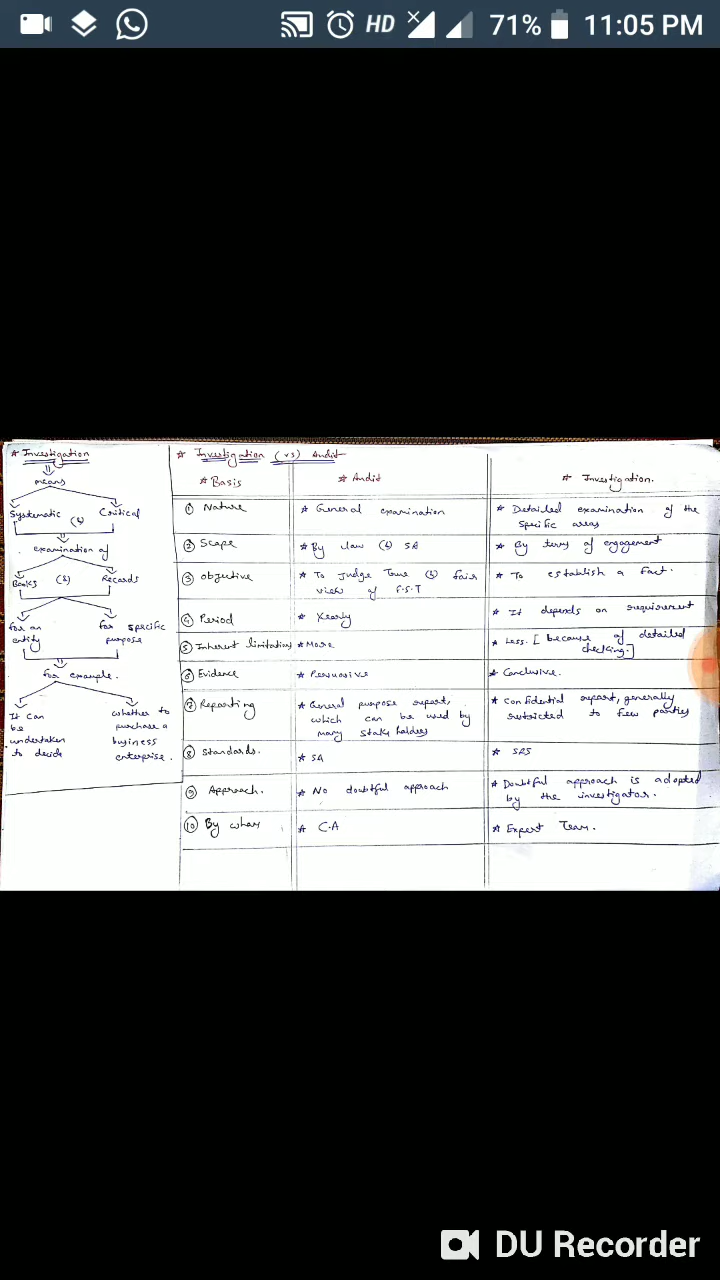 71% 11:05 PM
HD
* Investigation
means
Systematic (&) Critical
examination of
Books (&) Records
for an entity
for specific purpose
for example.
It can
be
undertaken
to decide
whether to
purchase a
business
enterprise.
* Investigation (vs) Audit
* Basis * Audit * Investigation.
① Nature
* General examination
* Detailed examination of the
specific areas
② Scope
* By law (&) SA
* By terms of engagement
③ Objective
* To Judge True (&) fair
view of F.S.T
* To establish a fact.
④ Period
* Yearly
* It depends on requirement
⑤ Inherent limitations
* More
* Less. [because of detailed
checking.]
⑥ Evidence
* Persuasive
* Conclusive.
⑦ Reporting
* General purpose report,
which can be used by
many stake holders
* Confidential report, generally
restricted to few parties
⑧ Standards.
* SA
* SRS
⑨ Approach.
* No doubtful approach
* Doubtful approach is adopted
by the investigator.
⑩ By whom
* C.A
* Expert Team.
DU Recorder